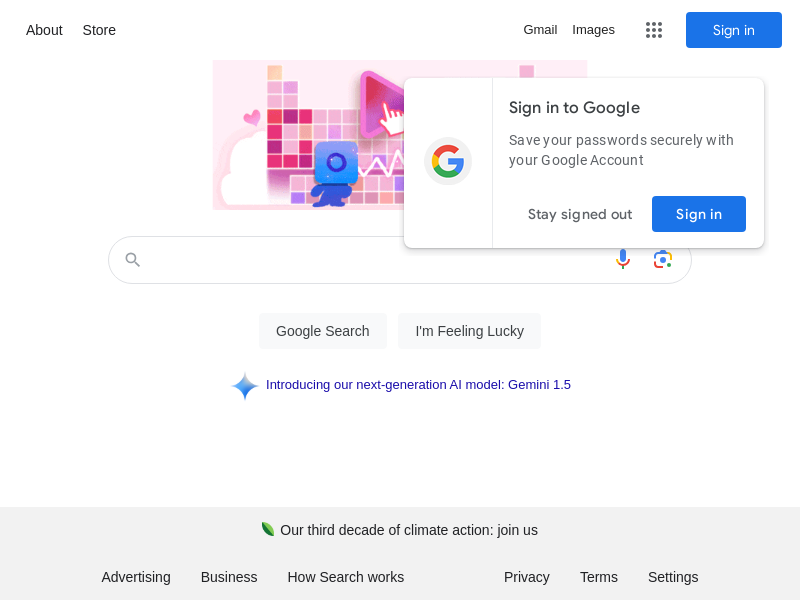 About Store Gmail Images Sign in
Sign in to Google
Save your passwords securely with
your Google Account
Stay signed out Sign in
Google Search I'm Feeling Lucky
Introducing our next-generation AI model: Gemini 1.5
Our third decade of climate action: join us
Advertising Business How Search works Privacy Terms Settings